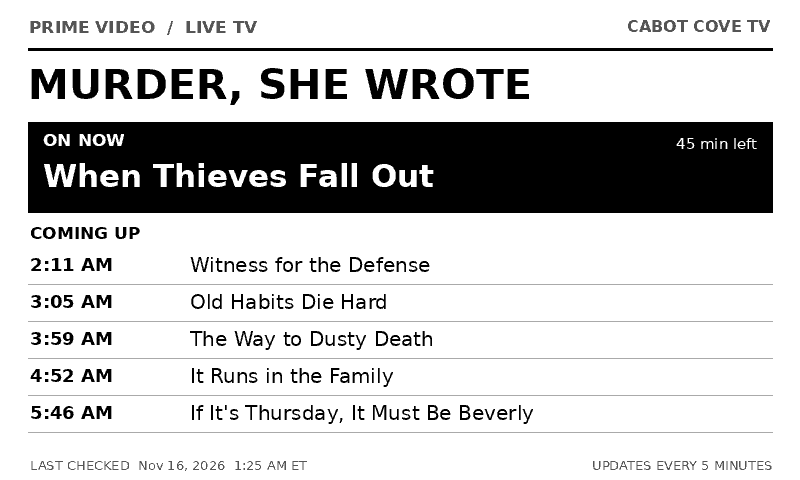 PRIME VIDEO / LIVE TV
CABOT COVE TV
MURDER, SHE WROTE
ON NOW
45 min left
When Thieves Fall Out
COMING UP
2:11 AM Witness for the Defense
3:05 AM Old Habits Die Hard
3:59 AM The Way to Dusty Death
4:52 AM It Runs in the Family
5:46 AM If It's Thursday, It Must Be Beverly
LAST CHECKED Nov 16, 2026 1:25 AM ET
UPDATES EVERY 5 MINUTES